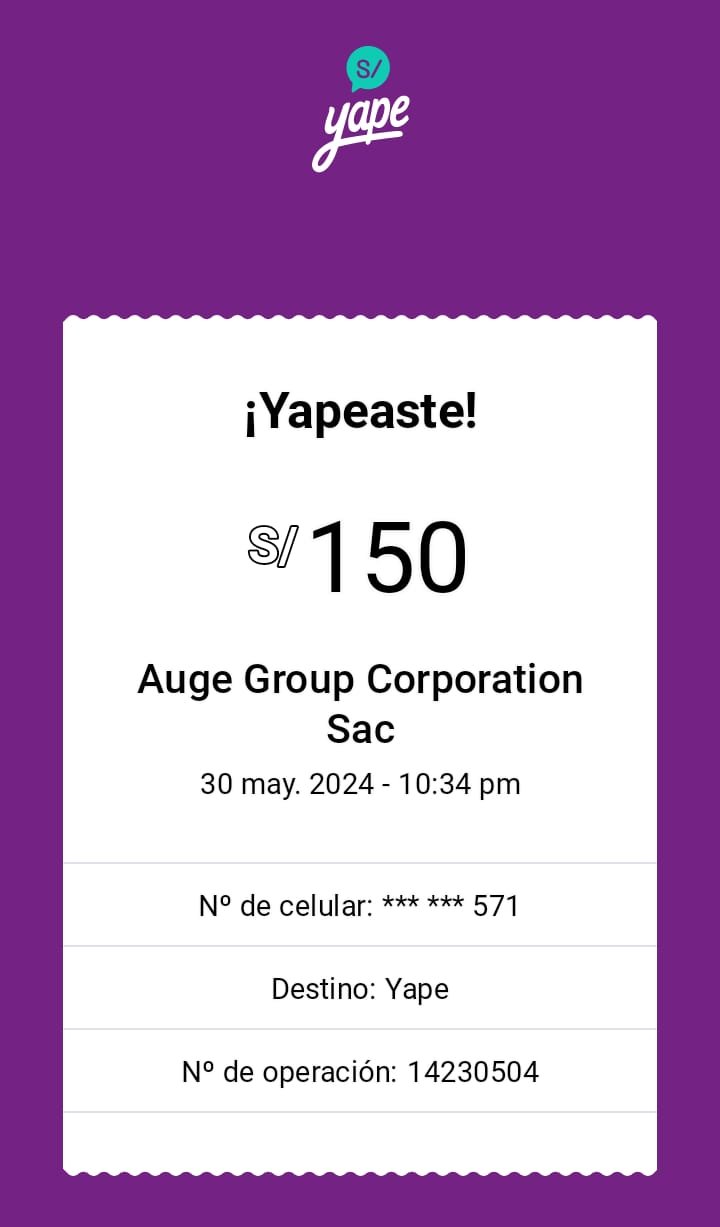 S/
yape
¡Yapeaste!
S/ 150
Auge Group Corporation
Sac
30 may. 2024 - 10:34 pm
Nº de celular: *** *** 571
Destino: Yape
Nº de operación: 14230504